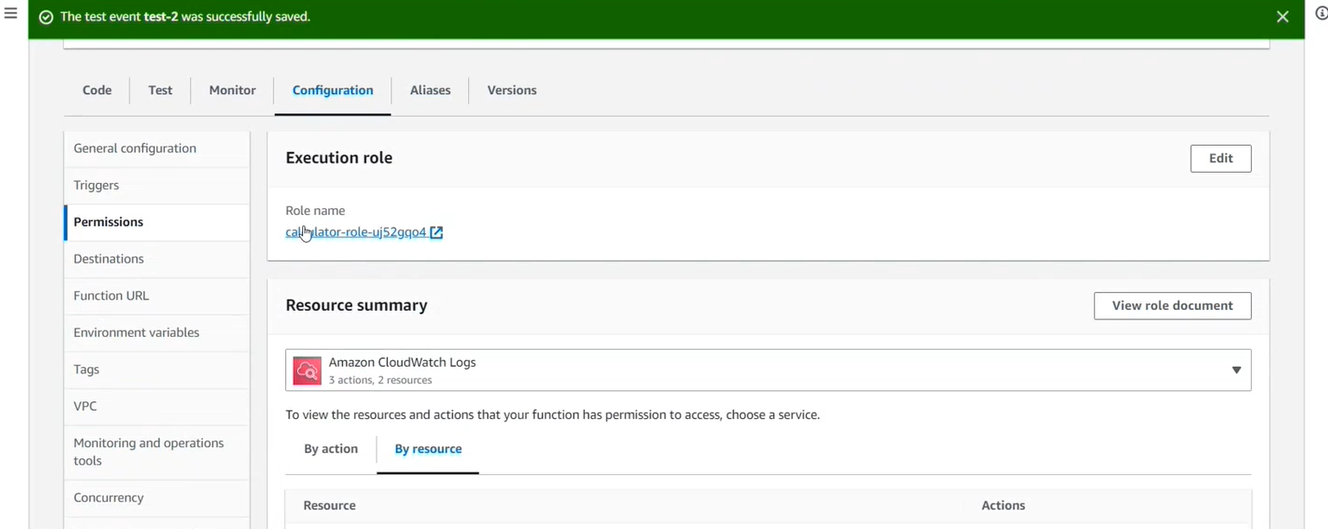 The test event test-2 was successfully saved.
Code Test Monitor Configuration Aliases Versions
General configuration
Triggers
Permissions
Destinations
Function URL
Environment variables
Tags
VPC
Monitoring and operations
tools
Concurrency
Execution role
Edit
Role name
calculator-role-uj52gqo4
Resource summary
View role document
Amazon CloudWatch Logs
3 actions, 2 resources
To view the resources and actions that your function has permission to access, choose a service.
By action By resource
Resource Actions